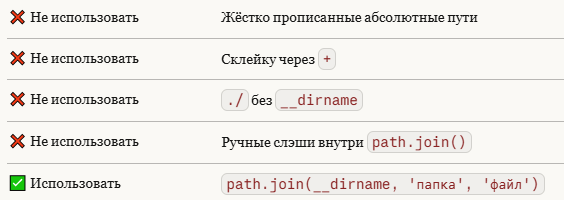 ❌ Не использовать Жёстко прописанные абсолютные пути
❌ Не использовать Склейку через +
❌ Не использовать ./ без __dirname
❌ Не использовать Ручные слэши внутри path.join()
✅ Использовать path.join(__dirname, 'папка', 'файл')